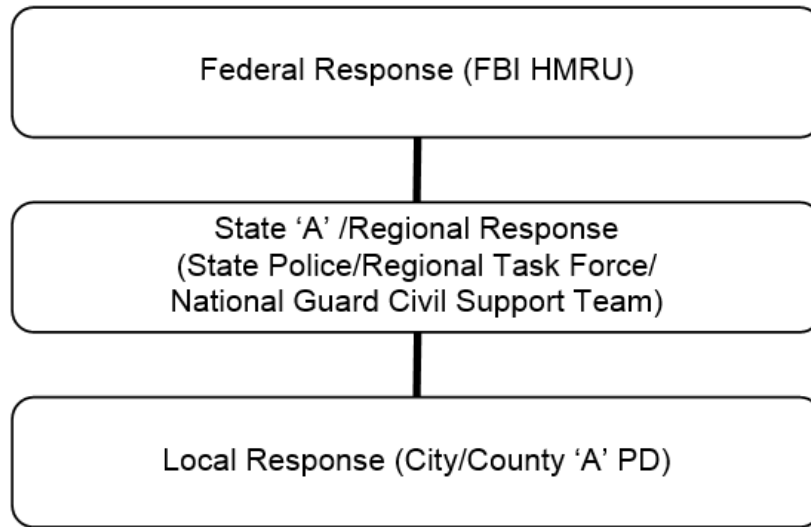 Federal Response (FBI HMRU)
State ‘A’ /Regional Response
(State Police/Regional Task Force/
National Guard Civil Support Team)
Local Response (City/County ‘A’ PD)